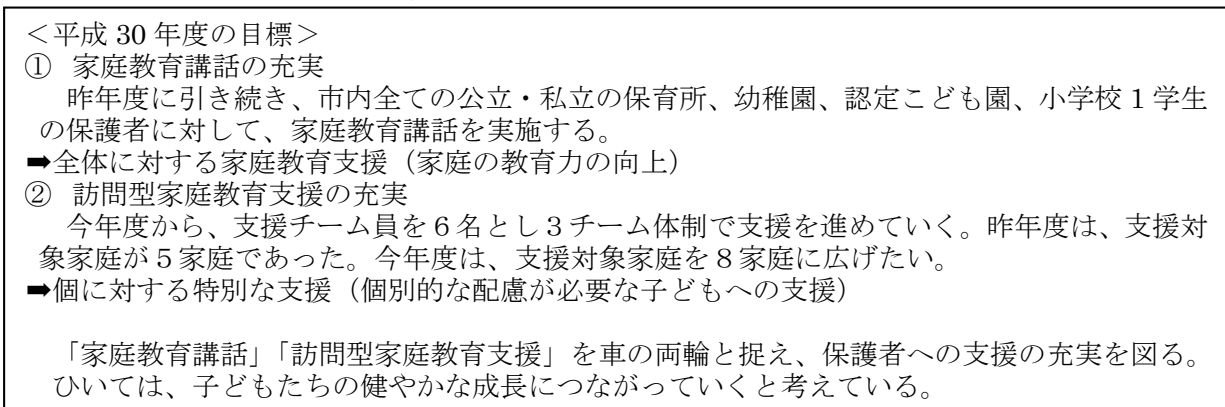 <平成 30 年度の目標>
① 家庭教育講話の充実
昨年度に引き続き、市内全ての公立・私立の保育所、幼稚園、認定こども園、小学校 1 学生
の保護者に対して、家庭教育講話を実施する。
➡全体に対する家庭教育支援（家庭の教育力の向上）
② 訪問型家庭教育支援の充実
今年度から、支援チーム員を６名とし３チーム体制で支援を進めていく。昨年度は、支援対
象家庭が５家庭であった。今年度は、支援対象家庭を８家庭に広げたい。
➡個に対する特別な支援（個別的な配慮が必要な子どもへの支援）
「家庭教育講話」「訪問型家庭教育支援」を車の両輪と捉え、保護者への支援の充実を図る。
ひいては、子どもたちの健やかな成長につながっていくと考えている。